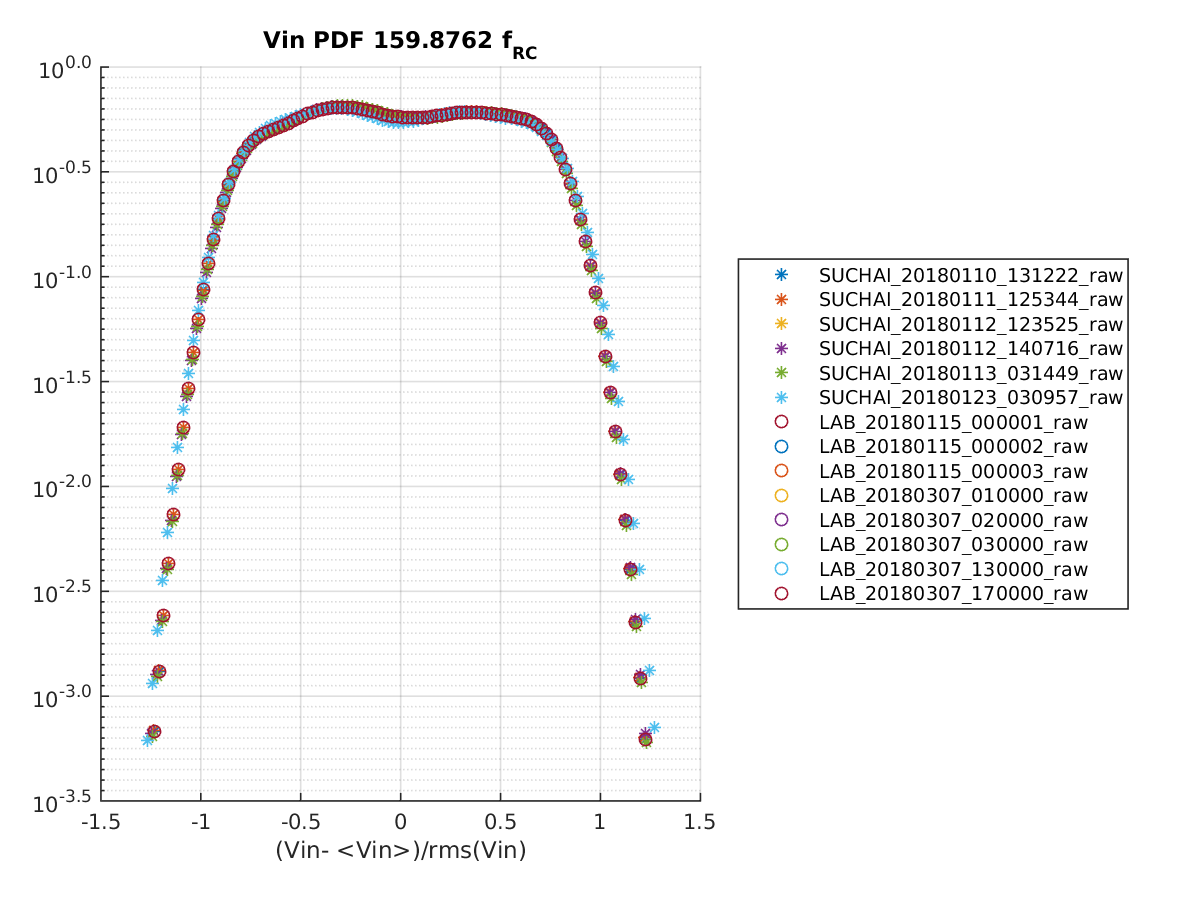 Vin PDF 159.8762 f_RC
10^0.0
10^-0.5
10^-1.0
10^-1.5
10^-2.0
10^-2.5
10^-3.0
10^-3.5
-1.5 -1 -0.5 0 0.5 1 1.5
(Vin- <Vin>)/rms(Vin)
SUCHAI_20180110_131222_raw
SUCHAI_20180111_125344_raw
SUCHAI_20180112_123525_raw
SUCHAI_20180112_140716_raw
SUCHAI_20180113_031449_raw
SUCHAI_20180123_030957_raw
LAB_20180115_000001_raw
LAB_20180115_000002_raw
LAB_20180115_000003_raw
LAB_20180307_010000_raw
LAB_20180307_020000_raw
LAB_20180307_030000_raw
LAB_20180307_130000_raw
LAB_20180307_170000_raw